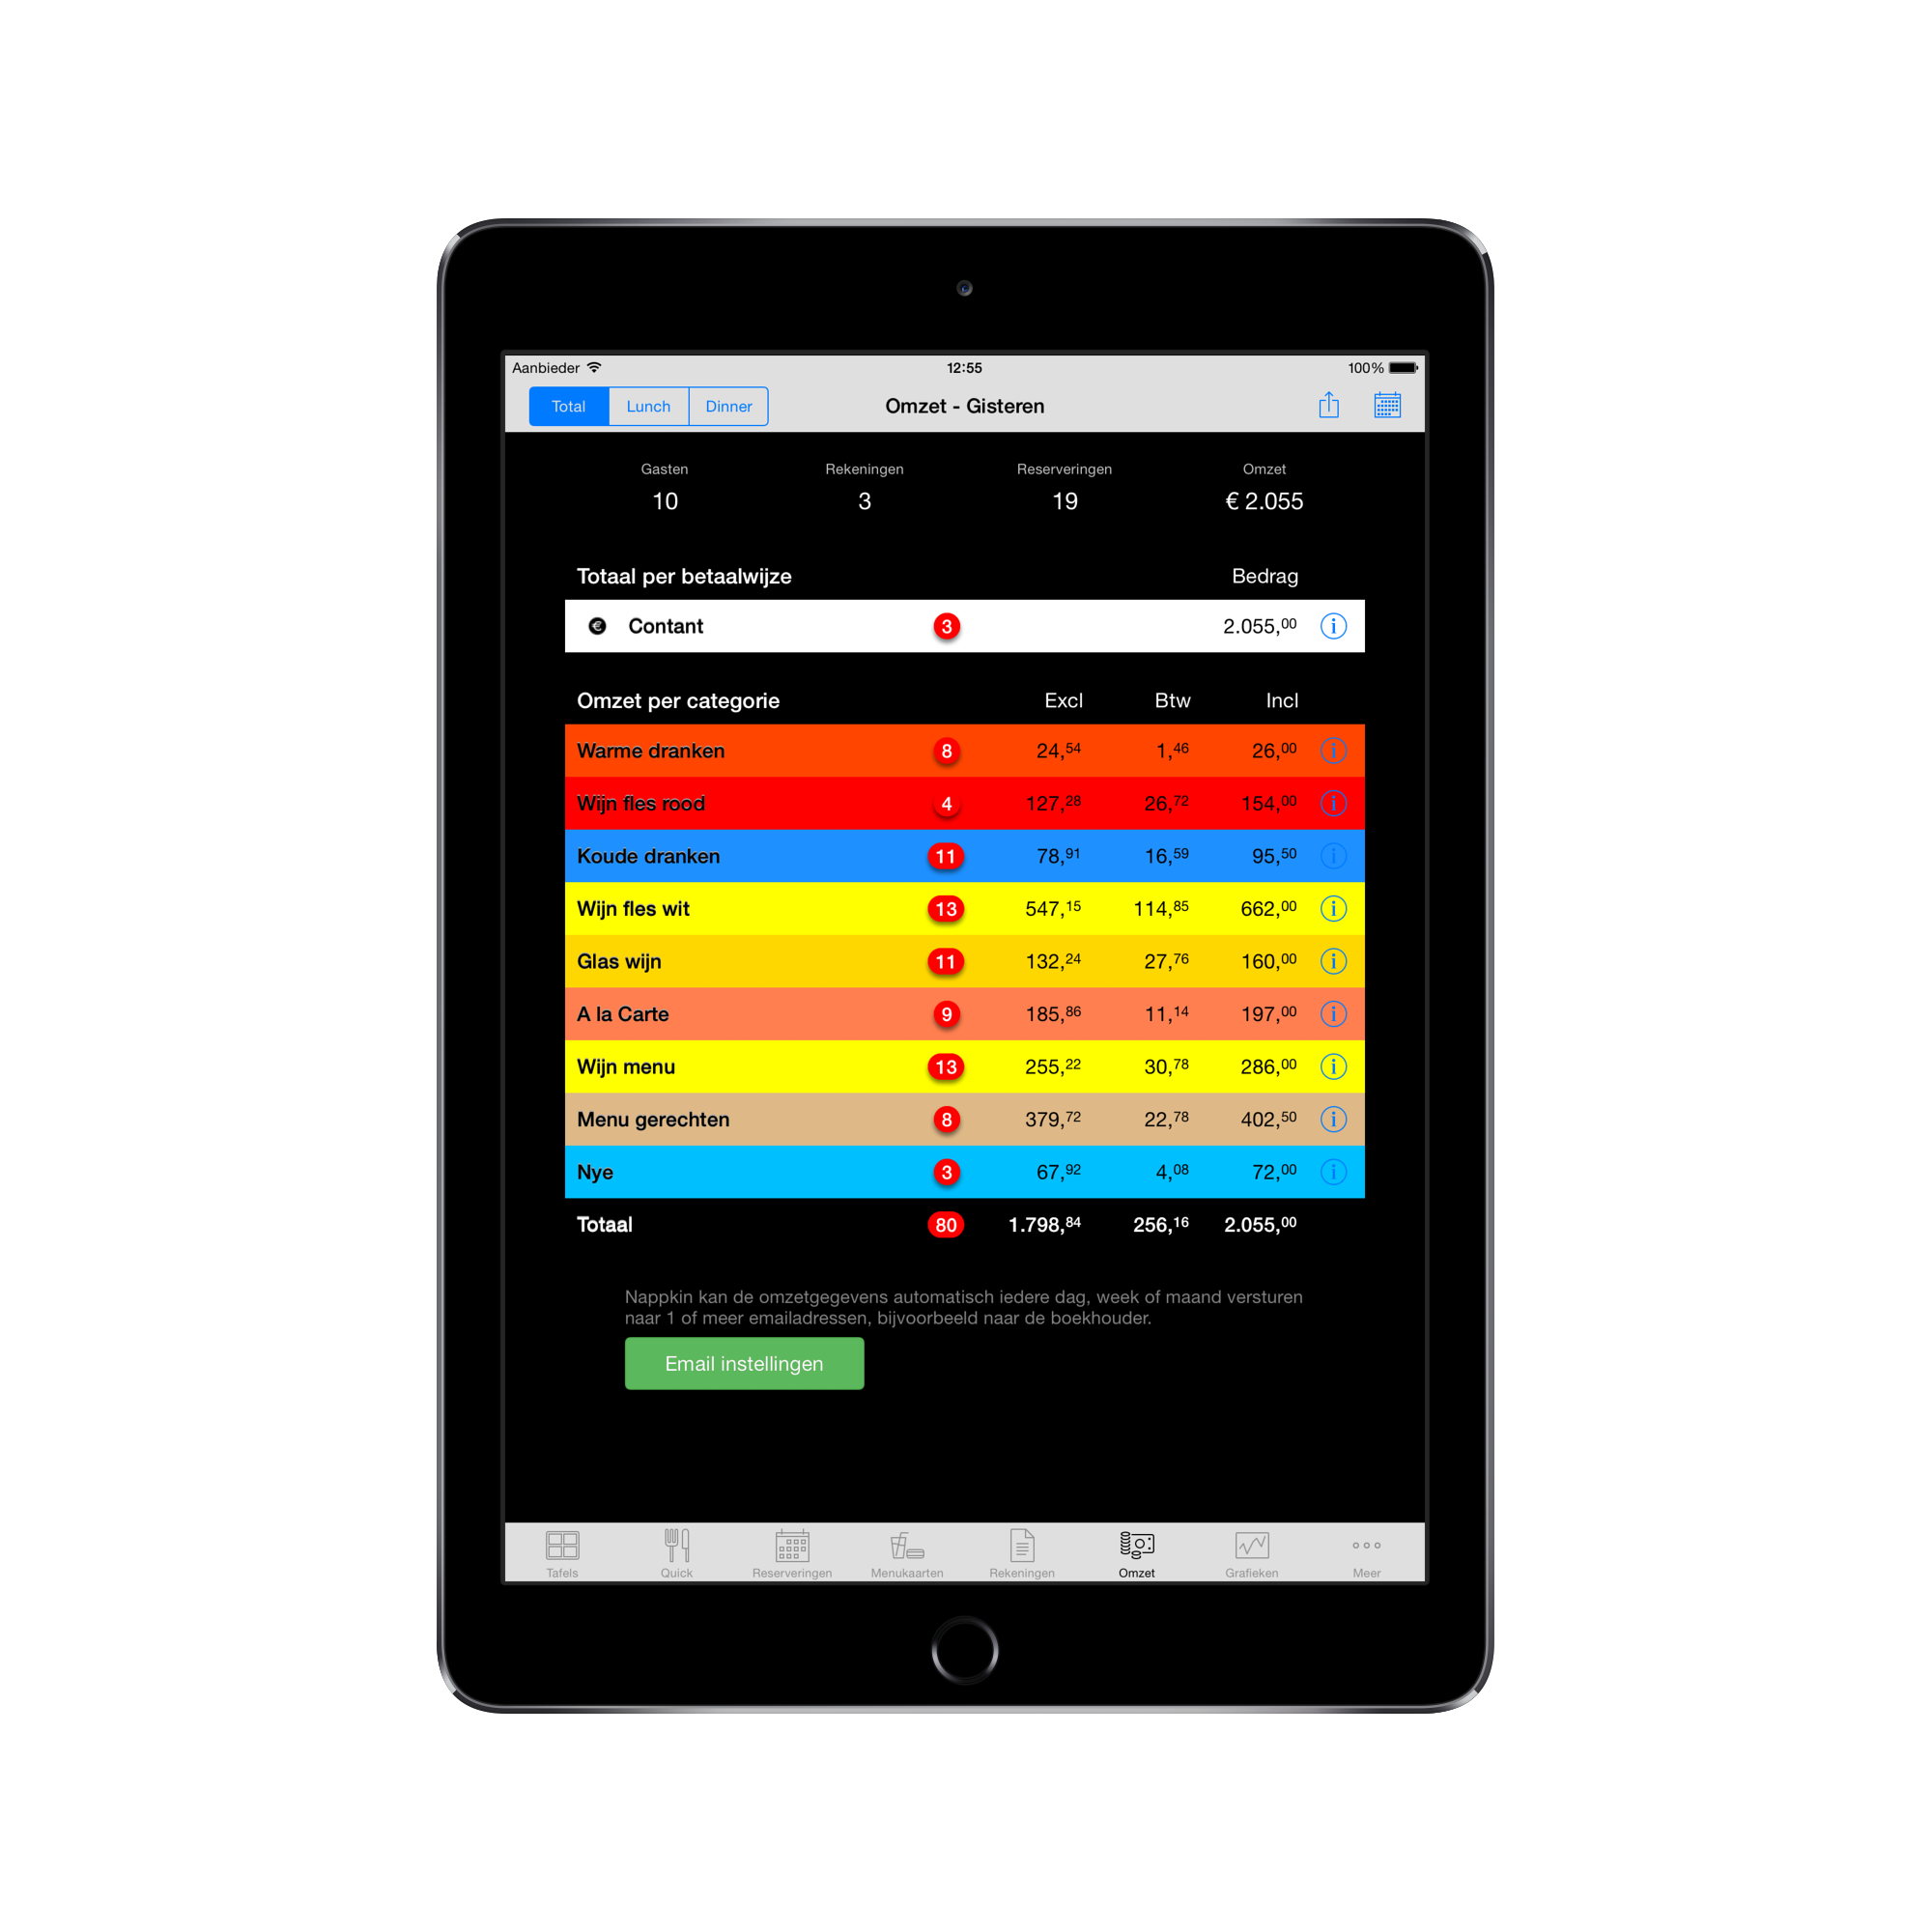 Aanbieder 12:55 100%
Total Lunch Dinner Omzet - Gisteren
Gasten Rekeningen Reserveringen Omzet
10 3 19 € 2.055
Totaal per betaalwijze Bedrag
€ Contant 3 2.055,00 i
Omzet per categorie Excl Btw Incl
Warme dranken 8 24,54 1,46 26,00 i
Wijn fles rood 4 127,28 26,72 154,00 i
Koude dranken 11 78,91 16,59 95,50 i
Wijn fles wit 13 547,15 114,85 662,00 i
Glas wijn 11 132,24 27,76 160,00 i
A la Carte 9 185,86 11,14 197,00 i
Wijn menu 13 255,22 30,78 286,00 i
Menu gerechten 8 379,72 22,78 402,50 i
Nye 3 67,92 4,08 72,00 i
Totaal 80 1.798,84 256,16 2.055,00
Nappkin kan de omzetgegevens automatisch iedere dag, week of maand versturen
naar 1 of meer emailadressen, bijvoorbeeld naar de boekhouder.
Email instellingen
Tafels Quick Reserveringen Menukaarten Rekeningen Omzet Grafieken Meer